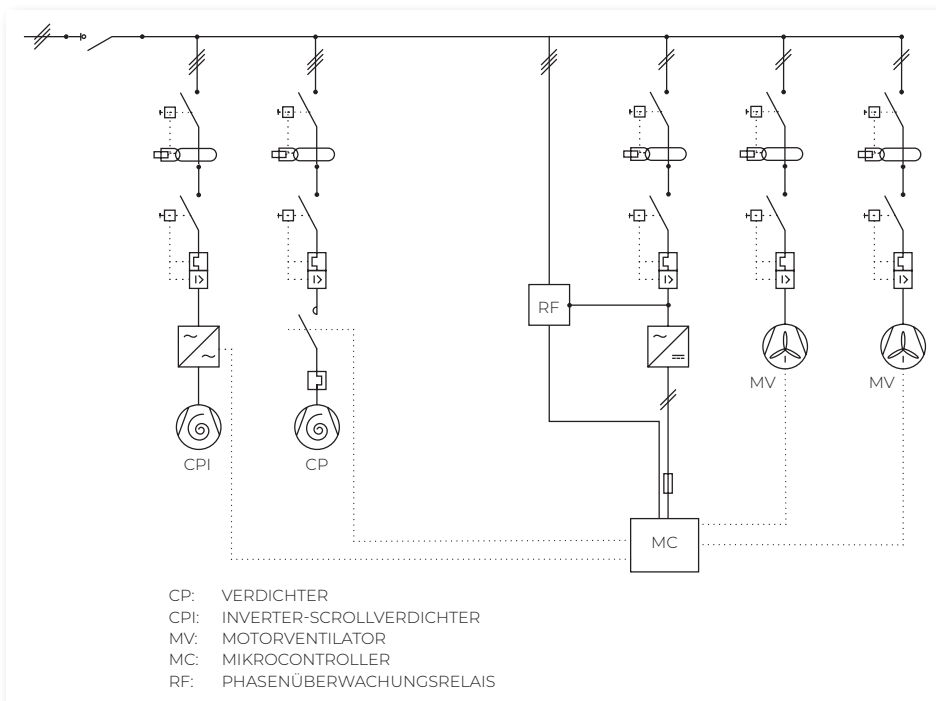 RF
MV
MV
CPI
CP
MC
CP: VERDICHTER
CPI: INVERTER-SCROLLVERDICHTER
MV: MOTORVENTILATOR
MC: MIKROCONTROLLER
RF: PHASENÜBERWACHUNGSRELAIS